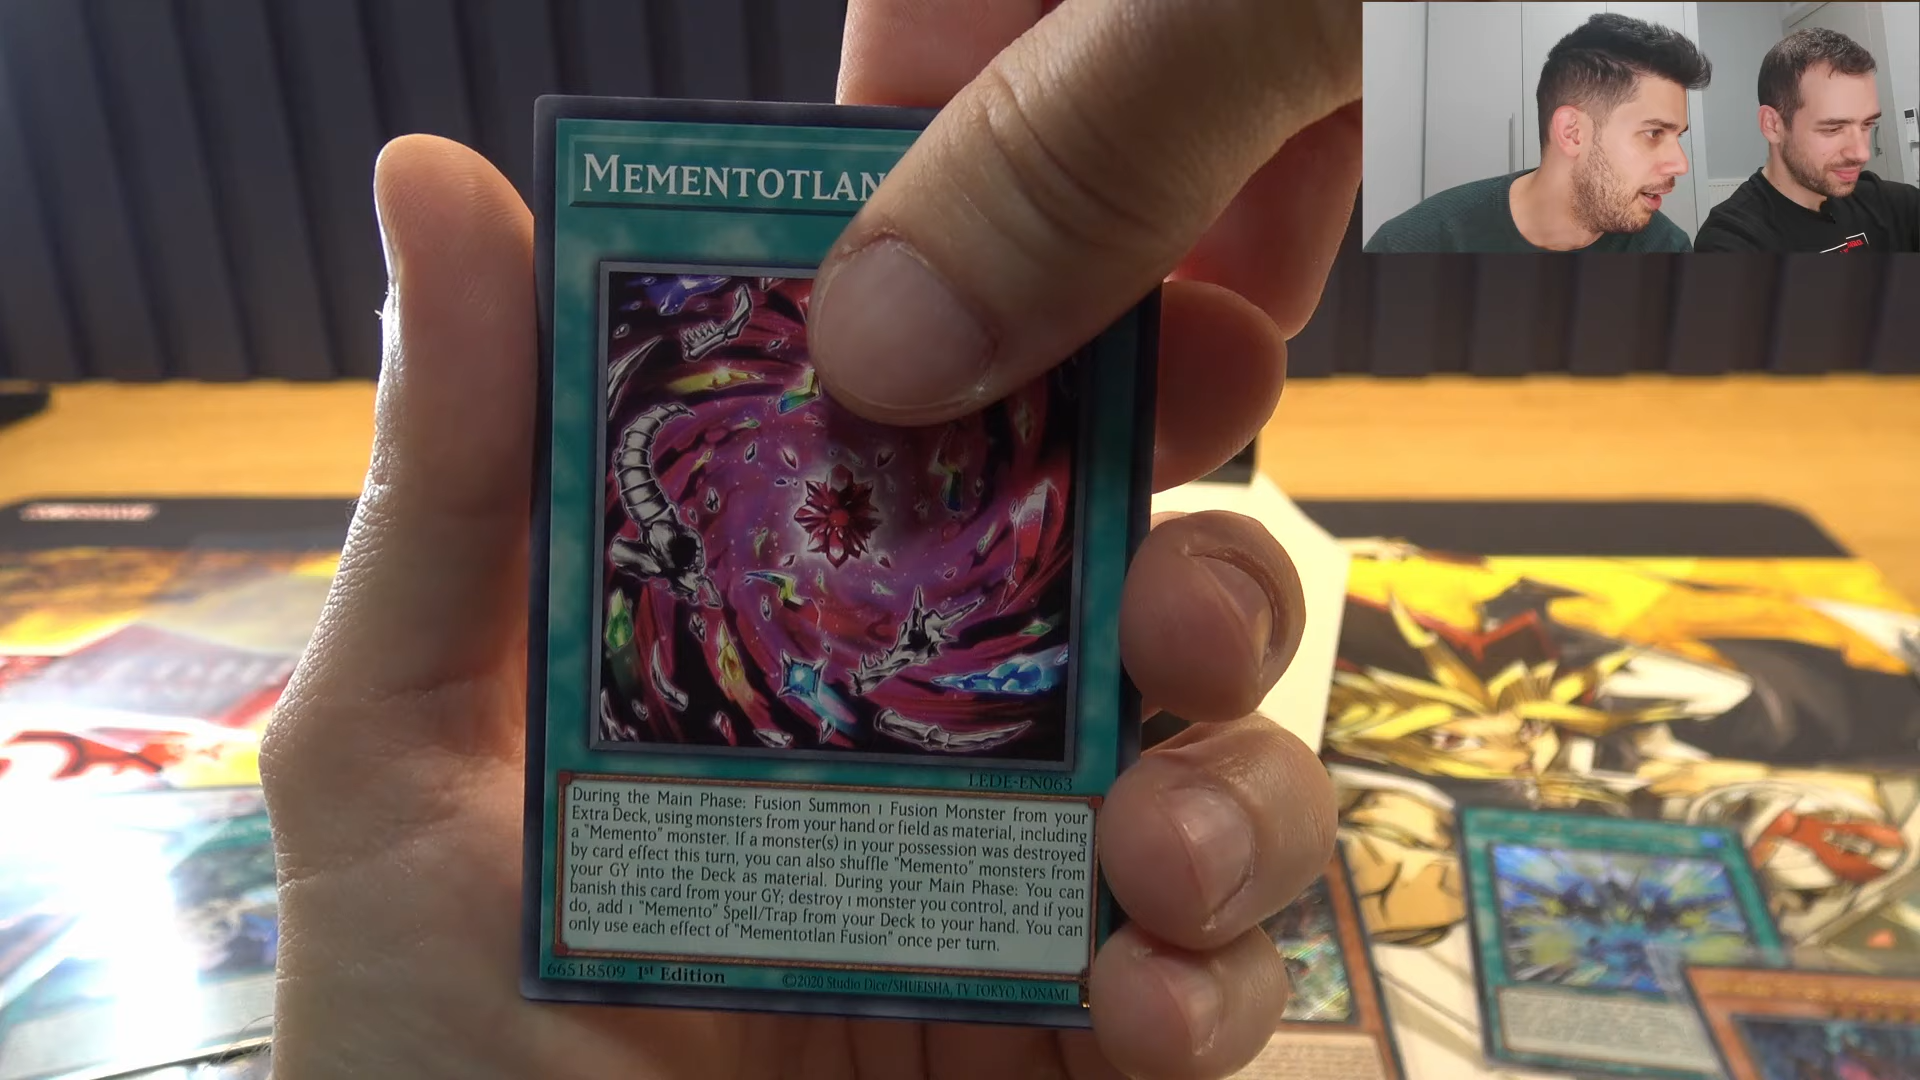 MEMENTOTLAN
LEDE-EN063
During the Main Phase: Fusion Summon 1 Fusion Monster from your
Extra Deck, using monsters from your hand or field as material, including
a "Memento" monster. If a monster(s) in your possession was destroyed
by card effect this turn, you can also shuffle "Memento" monsters from
your GY into the Deck as material. During your Main Phase: You can
banish this card from your GY; destroy 1 monster you control, and if you
do, add 1 "Memento" Spell/Trap from your Deck to your hand. You can
only use each effect of "Mementotlan Fusion" once per turn.
66518509 1st Edition ©2020 Studio Dice/SHUEISHA, TV TOKYO, KONAMI